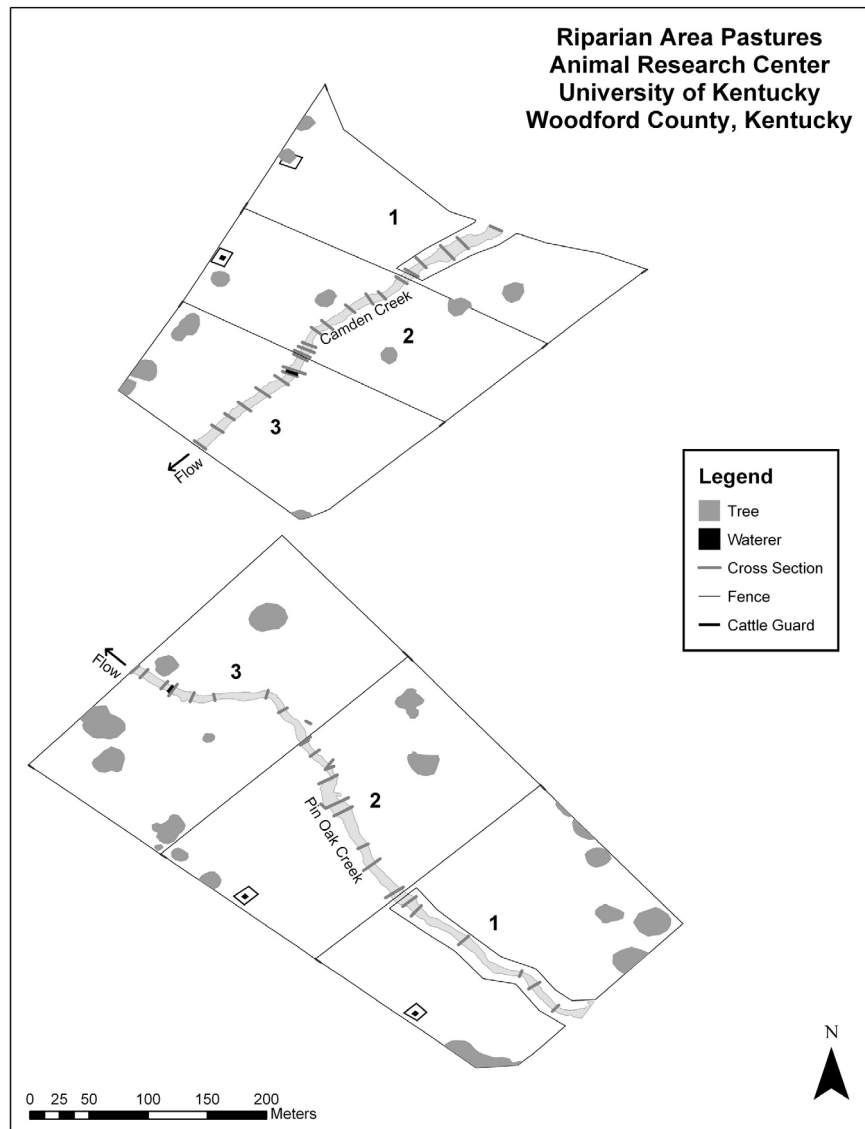 Riparian Area Pastures
Animal Research Center
University of Kentucky
Woodford County, Kentucky
1
Camden Creek
2
3
Flow
Legend
Tree
Waterer
Cross Section
Fence
Cattle Guard
Flow
3
2
Pin Oak Creek
1
N
0 25 50 100 150 200
Meters